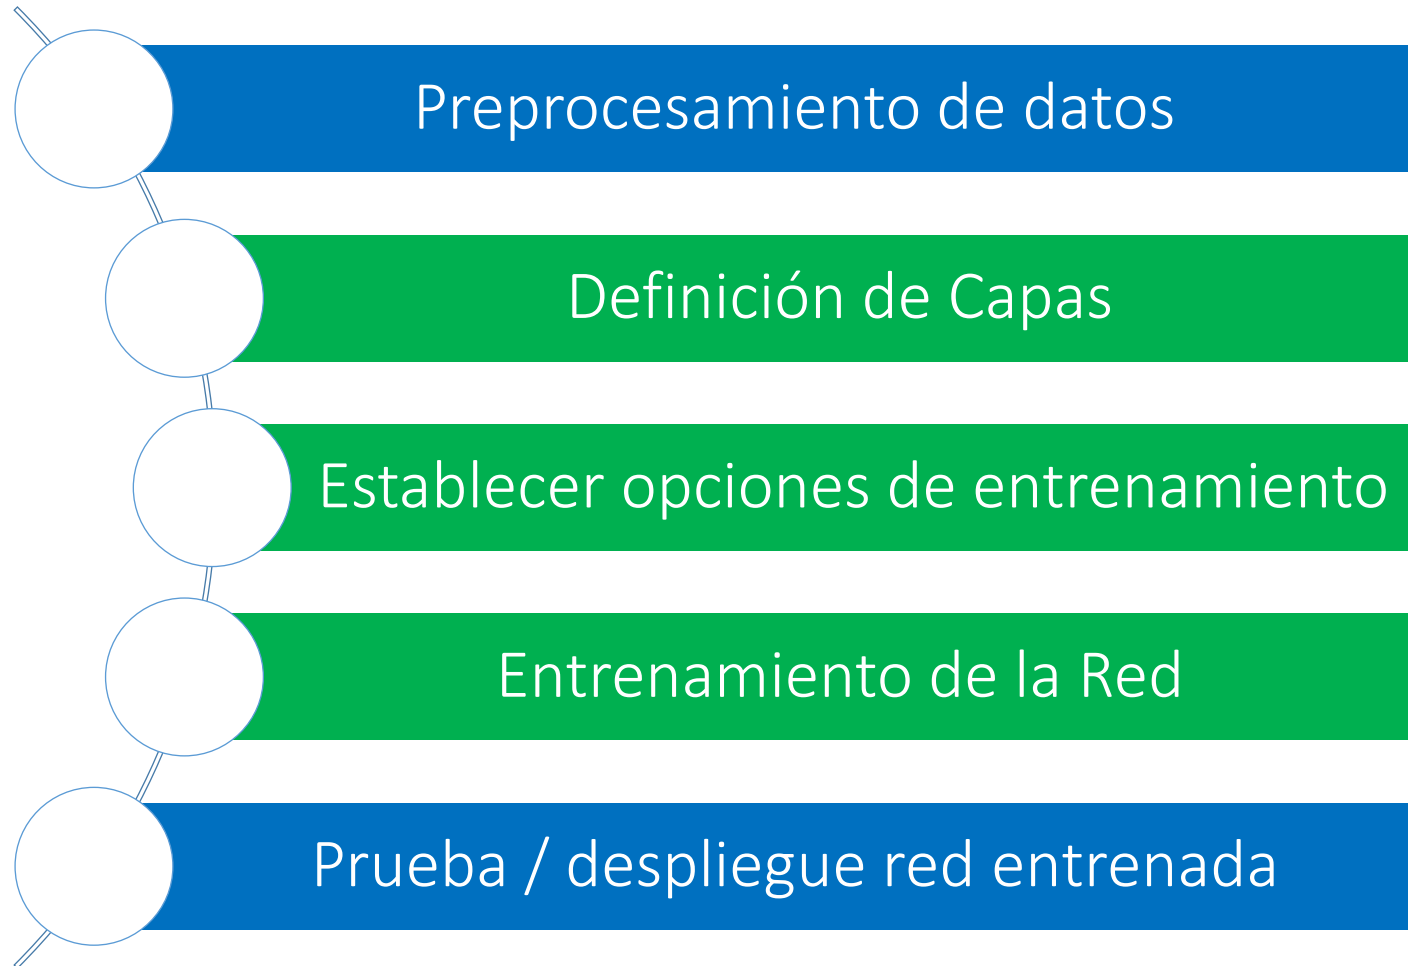 Preprocesamiento de datos
Definición de Capas
Establecer opciones de entrenamiento
Entrenamiento de la Red
Prueba / despliegue red entrenada